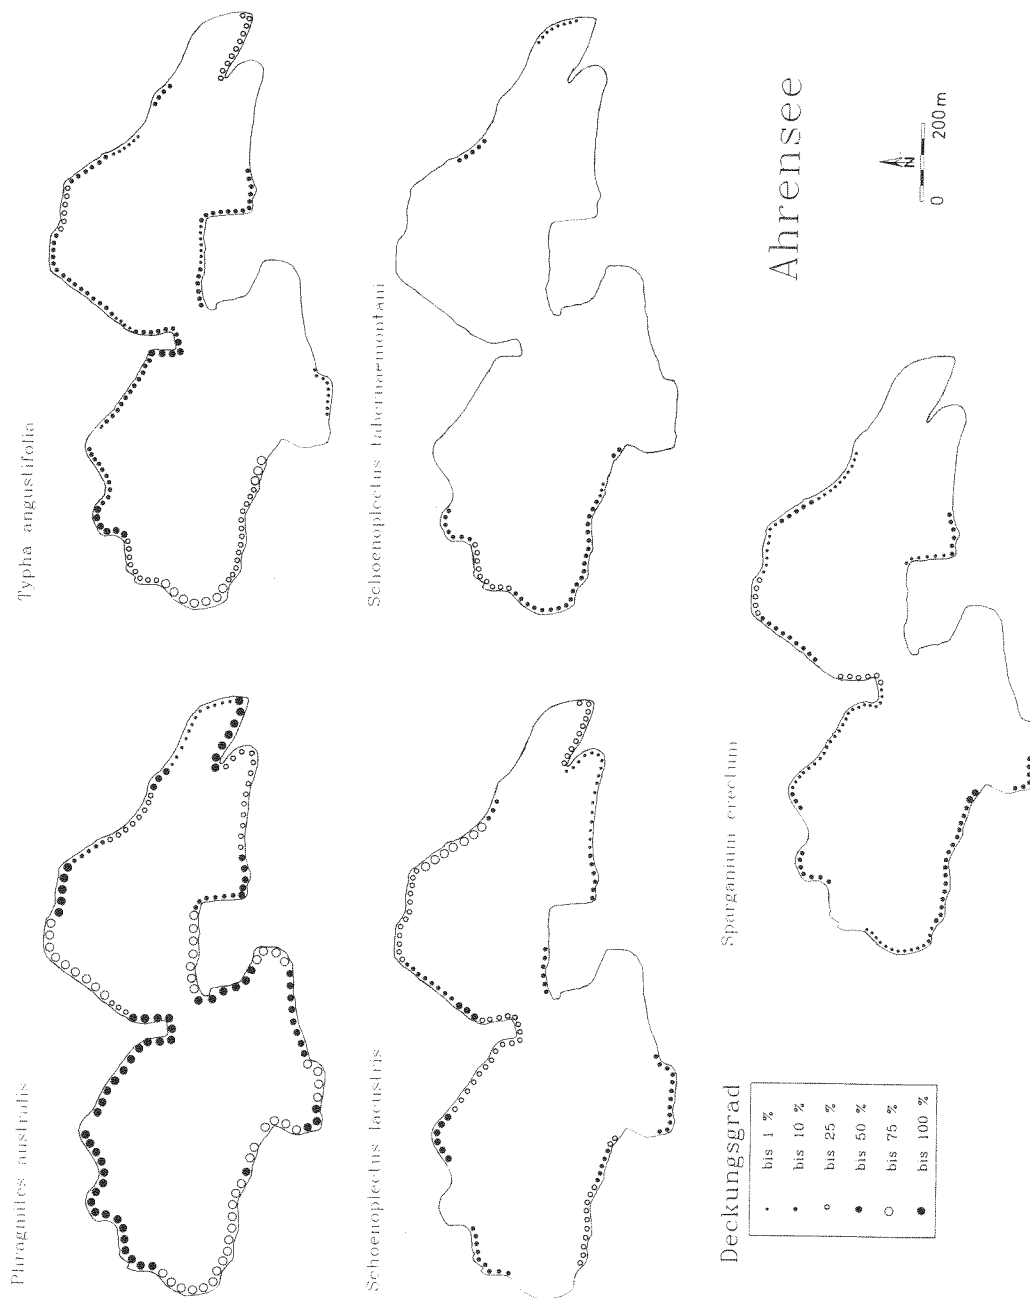 Phragmites australis
Typha angustifolia
Schoenoplectus lacustris
Schoenoplectus tabernaemontani
Sparganium erectum
Ahrensee
N
0 200m
Deckungsgrad
bis 1 %
bis 10 %
bis 25 %
bis 50 %
bis 75 %
bis 100 %